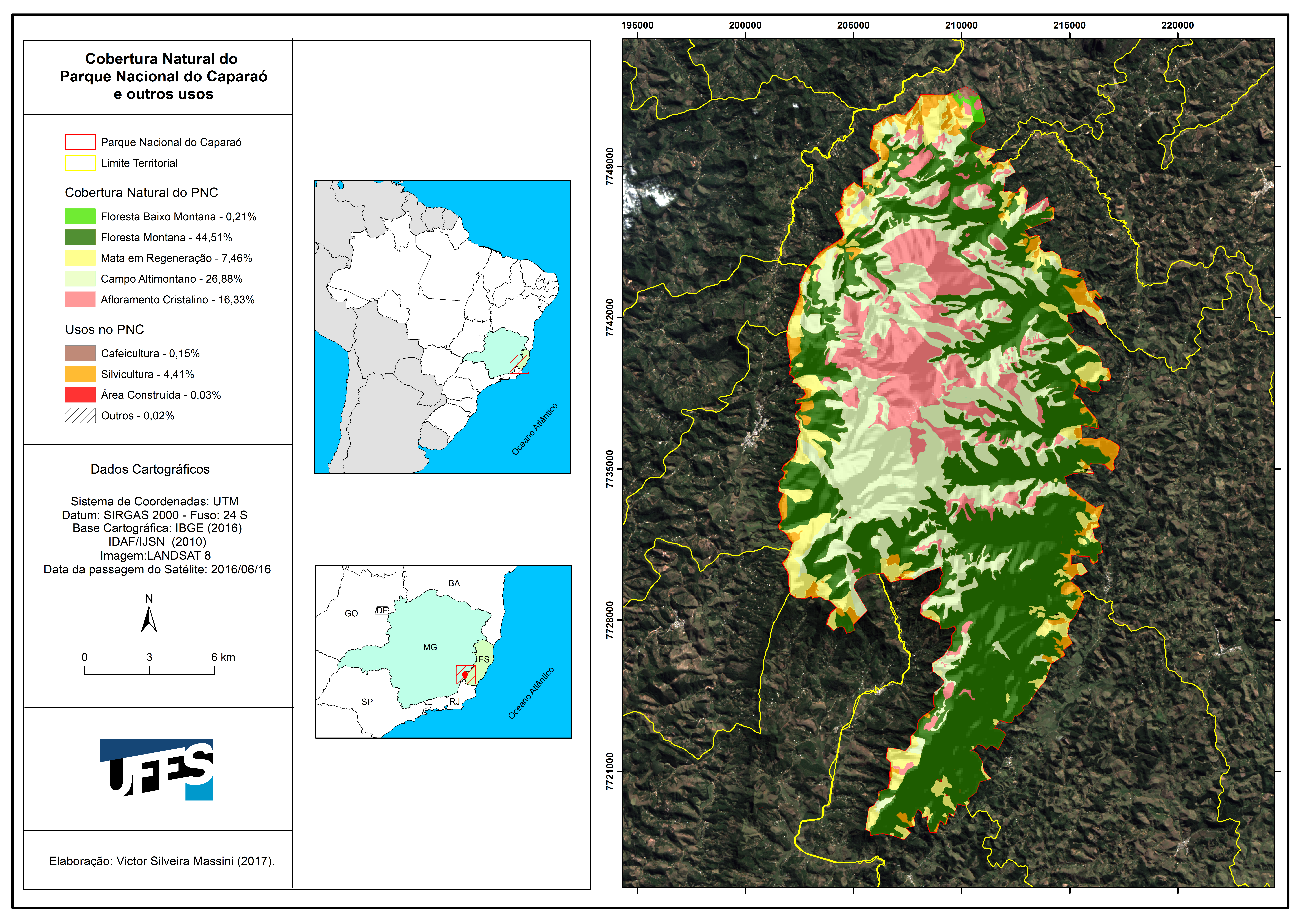 Cobertura Natural do
Parque Nacional do Caparaó
e outros usos
Parque Nacional do Caparaó
Limite Territorial
Cobertura Natural do PNC
Floresta Baixo Montana - 0,21%
Floresta Montana - 44,51%
Mata em Regeneração - 7,46%
Campo Altimontano - 26,88%
Afloramento Cristalino - 16,33%
Usos no PNC
Cafeicultura - 0,15%
Silvicultura - 4,41%
Área Construída - 0,03%
Outros - 0,02%
Dados Cartográficos
Sistema de Coordenadas: UTM
Datum: SIRGAS 2000 - Fuso: 24 S
Base Cartográfica: IBGE (2016)
IDAF/IJSN (2010)
Imagem:LANDSAT 8
Data da passagem do Satélite: 2016/06/16
N
0 3 6 km
UFES
Elaboração: Victor Silveira Massini (2017).
Oceano Atlântico
BA
GO
DF
MG
ES
SP
RJ
Oceano Atlântico
195000 200000 205000 210000 215000 220000
7749000
7742000
7735000
7728000
7721000